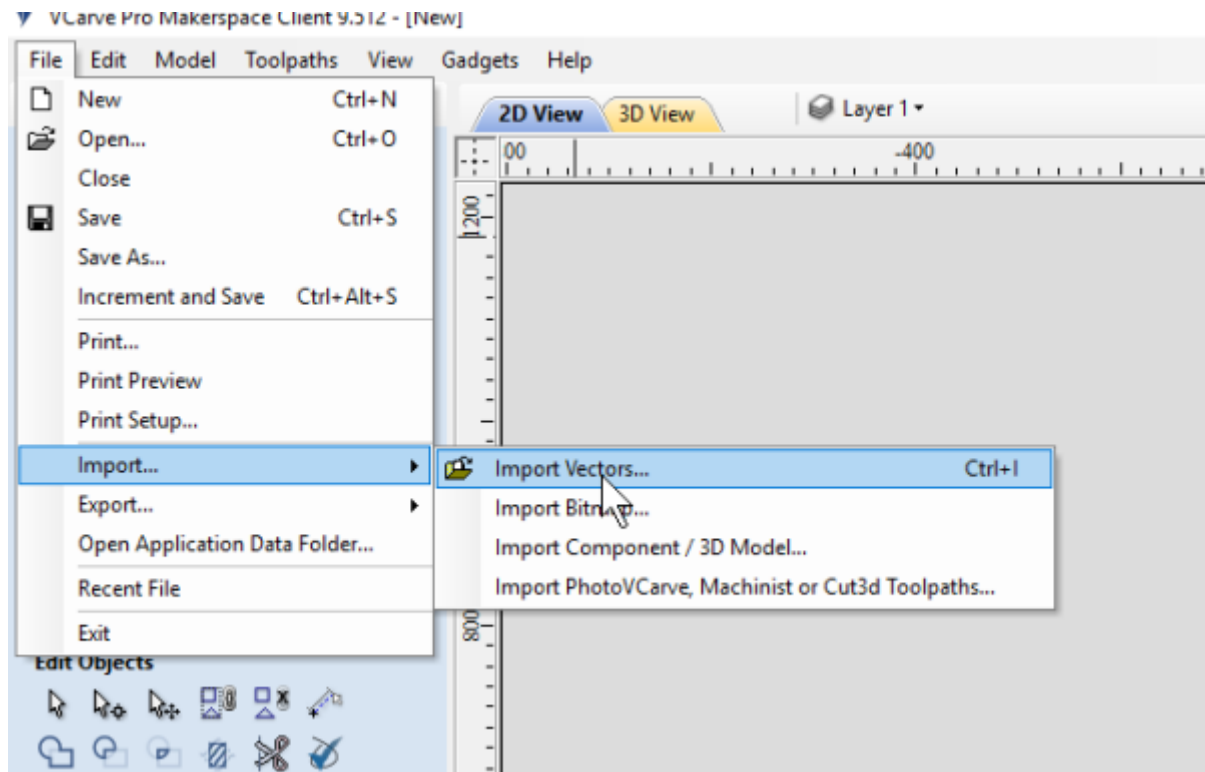 VCarve Pro Makerspace Client 9.512 - [New]
File Edit Model Toolpaths View Gadgets Help
New Ctrl+N
Open... Ctrl+O
Close
Save Ctrl+S
Save As...
Increment and Save Ctrl+Alt+S
Print...
Print Preview
Print Setup...
Import...
Export...
Open Application Data Folder...
Recent File
Exit
Import Vectors... Ctrl+I
Import Component / 3D Model...
Import PhotoVCarve, Machinist or Cut3d Toolpaths...
2D View 3D View Layer 1
00 -400
1200
800
Edit Objects